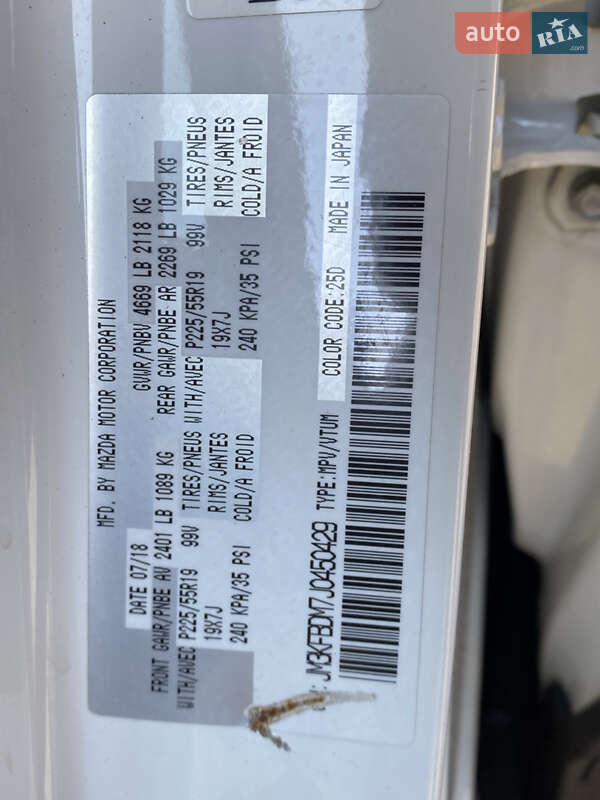 auto RIA.com
MFD. BY MAZDA MOTOR CORPORATION
DATE 07/18 GVWR/PNBV 4669 LB 2118 KG
FRONT GAWR/PNBE AV 2401 LB 1089 KG REAR GAWR/PNBE AR 2269 LB 1029 KG
WITH/AVEC P225/55R19 99V TIRES/PNEUS WITH/AVEC P225/55R19 99V TIRES/PNEUS
19X7J RIMS/JANTES 19X7J RIMS/JANTES
240 KPA/35 PSI COLD/A FROID 240 KPA/35 PSI COLD/A FROID
: JM3KFBDM7J0450429 TYPE:MPV/VTUM COLOR CODE:25D MADE IN JAPAN